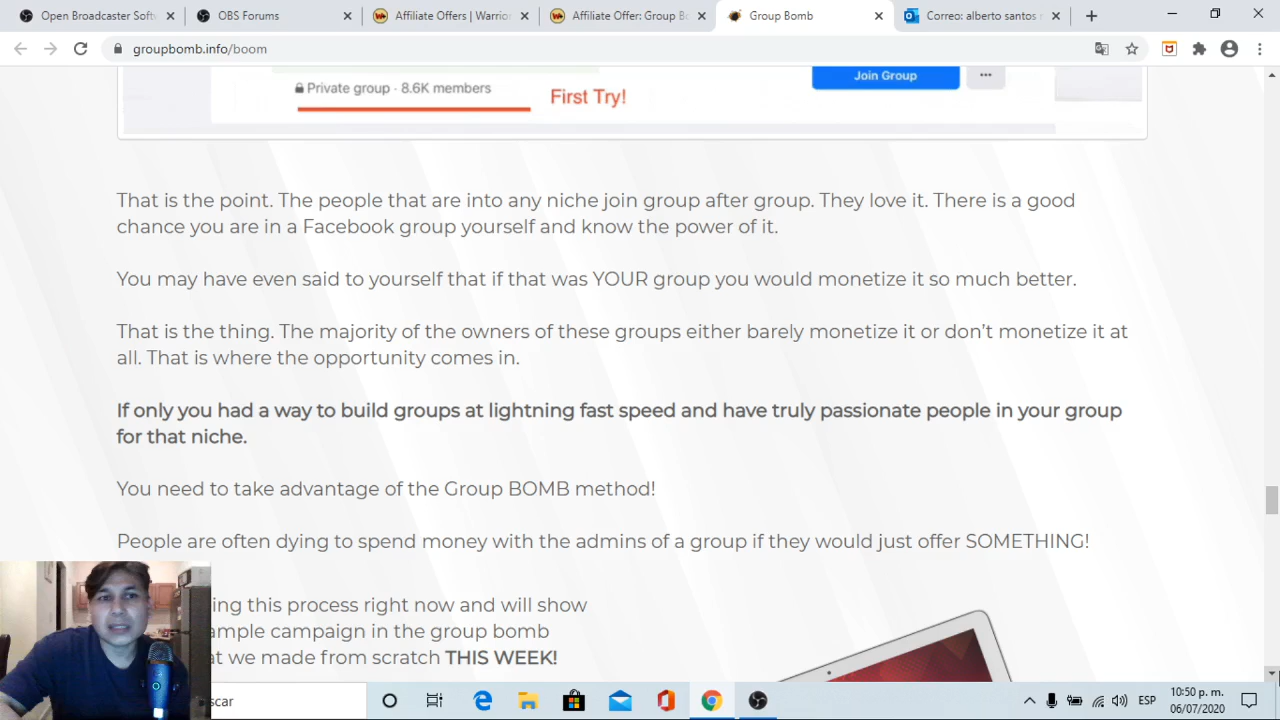 Open Broadcaster Softw
OBS Forums
Affiliate Offers | Warrior
Affiliate Offer: Group Bo
Group Bomb
Correo: alberto santos r
groupbomb.info/boom
Private group · 8.6K members
First Try!
Join Group
That is the point. The people that are into any niche join group after group. They love it. There is a good
chance you are in a Facebook group yourself and know the power of it.
You may have even said to yourself that if that was YOUR group you would monetize it so much better.
That is the thing. The majority of the owners of these groups either barely monetize it or don’t monetize it at
all. That is where the opportunity comes in.
If only you had a way to build groups at lightning fast speed and have truly passionate people in your group
for that niche.
You need to take advantage of the Group BOMB method!
People are often dying to spend money with the admins of a group if they would just offer SOMETHING!
ing this process right now and will show
ample campaign in the group bomb
at we made from scratch THIS WEEK!
scar
ESP
10:50 p. m.
06/07/2020